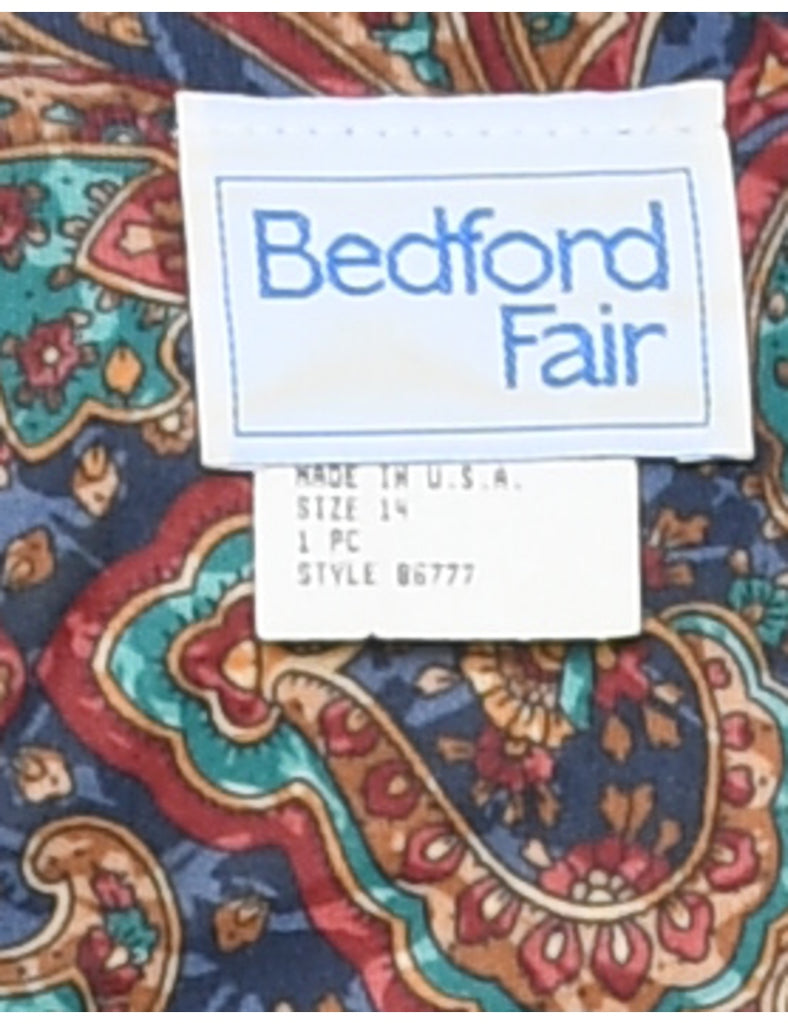 Bedford
Fair
MADE IN U.S.A.
SIZE 14
1 PC
STYLE 86777